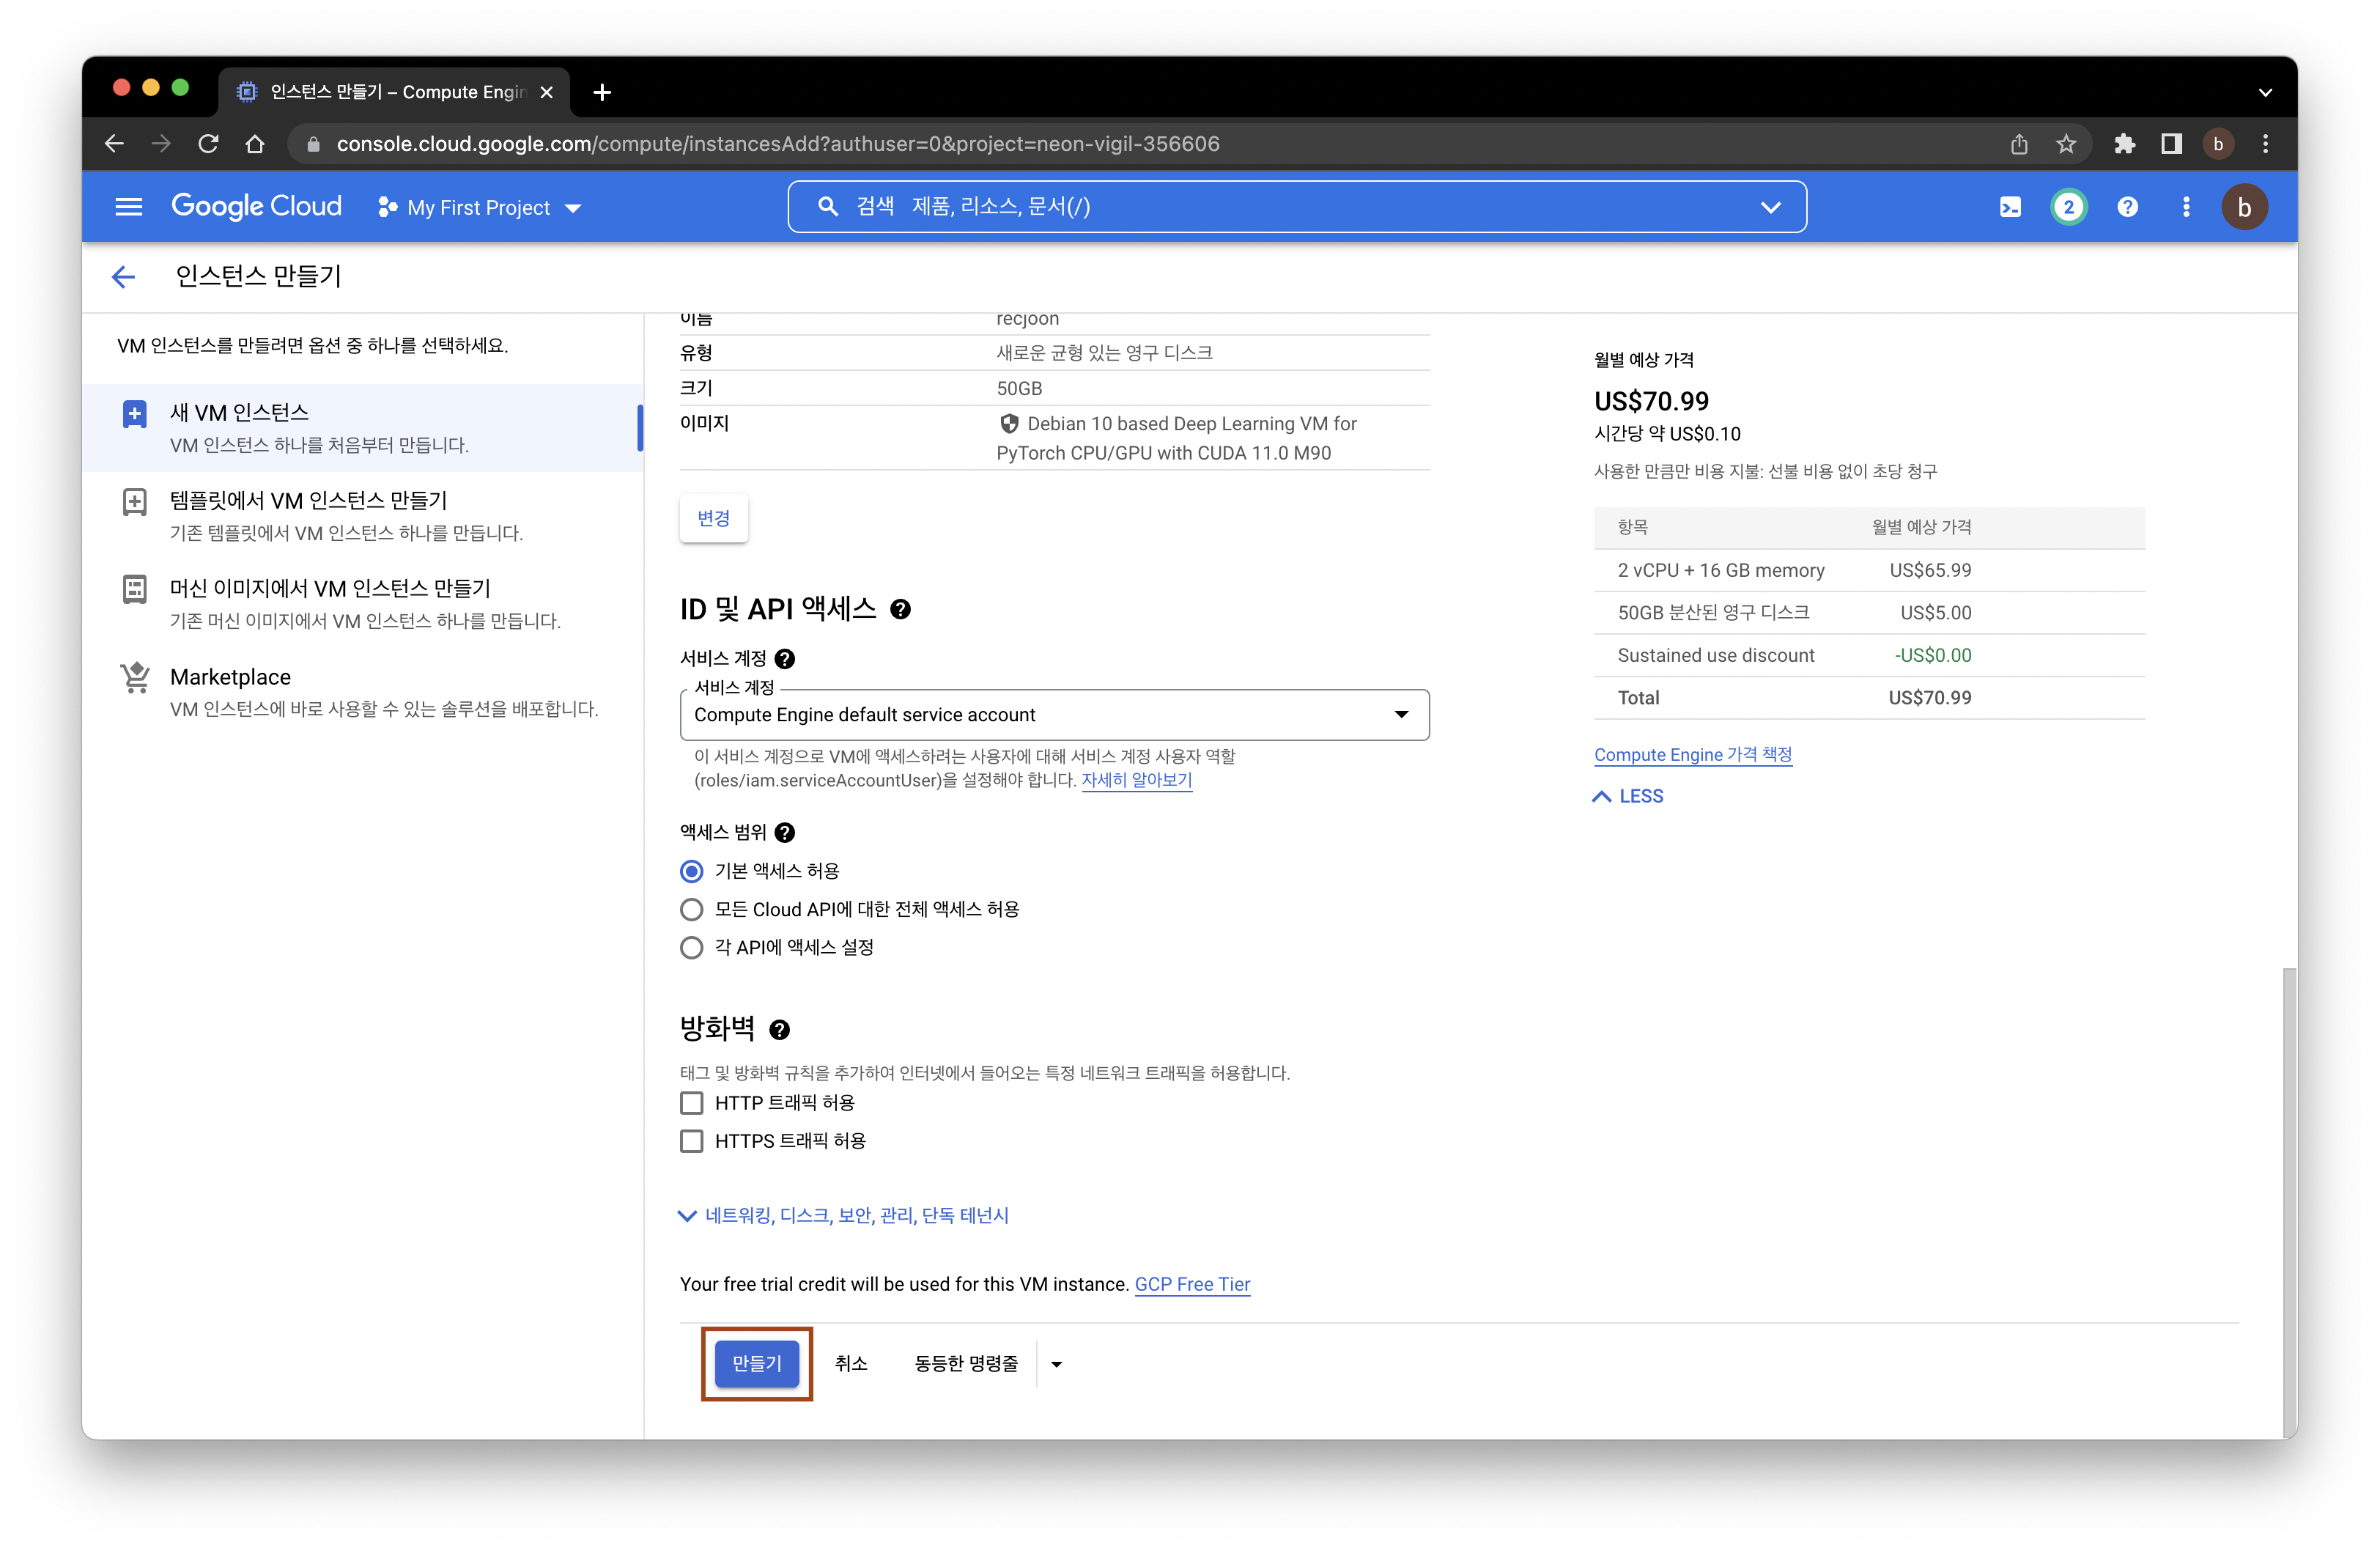 인스턴스 만들기 – Compute Engin
console.cloud.google.com/compute/instancesAdd?authuser=0&project=neon-vigil-356606
b
Google Cloud
My First Project
검색 제품, 리소스, 문서(/)
2
b
인스턴스 만들기
VM 인스턴스를 만들려면 옵션 중 하나를 선택하세요.
새 VM 인스턴스
VM 인스턴스 하나를 처음부터 만듭니다.
템플릿에서 VM 인스턴스 만들기
기존 템플릿에서 VM 인스턴스 하나를 만듭니다.
머신 이미지에서 VM 인스턴스 만들기
기존 머신 이미지에서 VM 인스턴스 하나를 만듭니다.
Marketplace
VM 인스턴스에 바로 사용할 수 있는 솔루션을 배포합니다.
이름 recjoon
유형 새로운 균형 있는 영구 디스크
크기 50GB
이미지 Debian 10 based Deep Learning VM for
PyTorch CPU/GPU with CUDA 11.0 M90
변경
ID 및 API 액세스
서비스 계정
서비스 계정
Compute Engine default service account
이 서비스 계정으로 VM에 액세스하려는 사용자에 대해 서비스 계정 사용자 역할
(roles/iam.serviceAccountUser)을 설정해야 합니다. 자세히 알아보기
액세스 범위
기본 액세스 허용
모든 Cloud API에 대한 전체 액세스 허용
각 API에 액세스 설정
방화벽
태그 및 방화벽 규칙을 추가하여 인터넷에서 들어오는 특정 네트워크 트래픽을 허용합니다.
HTTP 트래픽 허용
HTTPS 트래픽 허용
네트워킹, 디스크, 보안, 관리, 단독 테넌시
Your free trial credit will be used for this VM instance. GCP Free Tier
만들기 취소 동등한 명령줄
월별 예상 가격
US$70.99
시간당 약 US$0.10
사용한 만큼만 비용 지불: 선불 비용 없이 초당 청구
항목 월별 예상 가격
2 vCPU + 16 GB memory US$65.99
50GB 분산된 영구 디스크 US$5.00
Sustained use discount -US$0.00
Total US$70.99
Compute Engine 가격 책정
LESS